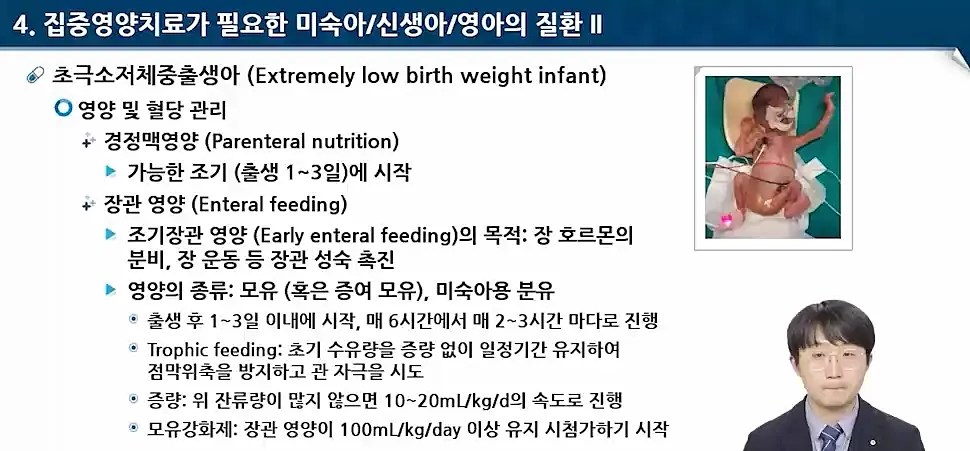 4. 집중영양치료가 필요한 미숙아/신생아/영아의 질환 II
초극소저체중출생아 (Extremely low birth weight infant)
영양 및 혈당 관리
경정맥영양 (Parenteral nutrition)
가능한 조기 (출생 1~3일)에 시작
장관 영양 (Enteral feeding)
조기장관 영양 (Early enteral feeding)의 목적: 장 호르몬의
분비, 장 운동 등 장관 성숙 촉진
영양의 종류: 모유 (혹은 증여 모유), 미숙아용 분유
출생 후 1~3일 이내에 시작, 매 6시간에서 매 2~3시간 마다로 진행
Trophic feeding: 초기 수유량을 증량 없이 일정기간 유지하여
점막위축을 방지하고 관 자극을 시도
증량: 위 잔류량이 많지 않으면 10~20mL/kg/d의 속도로 진행
모유강화제: 장관 영양이 100mL/kg/day 이상 유지 시첨가하기 시작